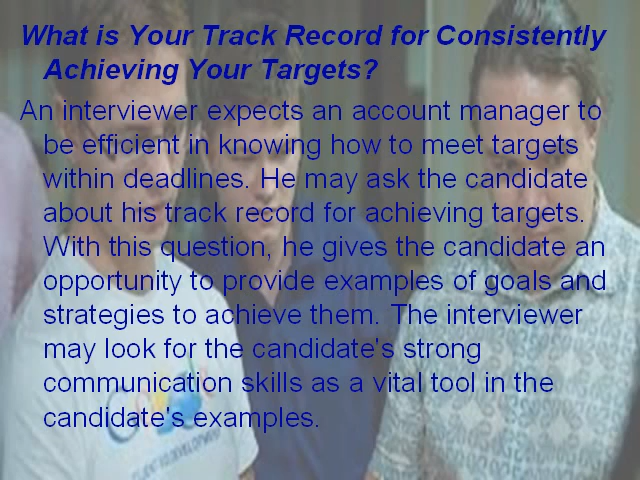 What is Your Track Record for Consistently
Achieving Your Targets?
An interviewer expects an account manager to
be efficient in knowing how to meet targets
within deadlines. He may ask the candidate
about his track record for achieving targets.
With this question, he gives the candidate an
opportunity to provide examples of goals and
strategies to achieve them. The interviewer
may look for the candidate's strong
communication skills as a vital tool in the
candidate's examples.